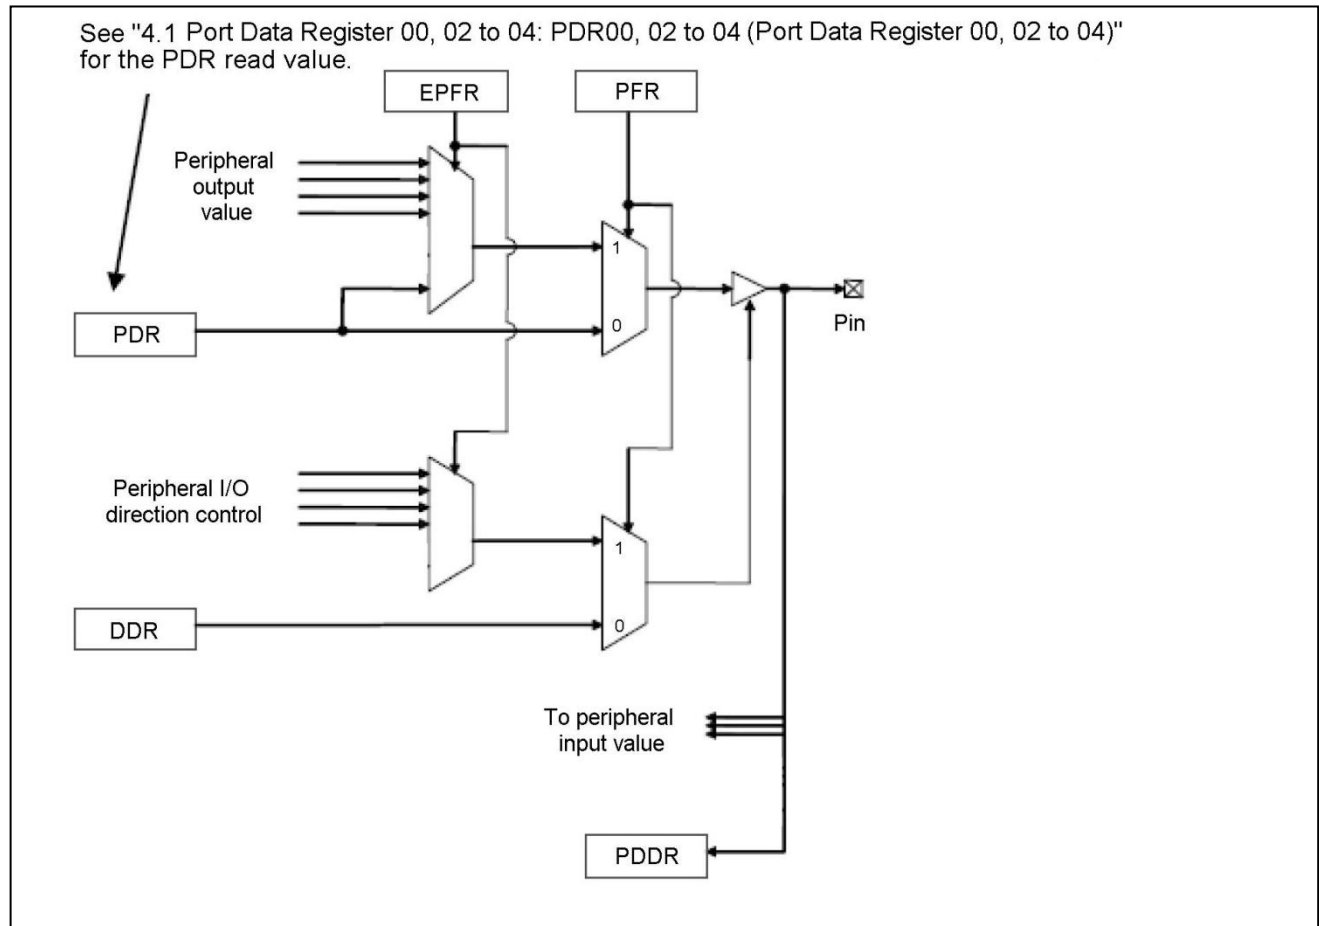 See "4.1 Port Data Register 00, 02 to 04: PDR00, 02 to 04 (Port Data Register 00, 02 to 04)"
for the PDR read value.
EPFR
PFR
Peripheral
output
value
1
0
PDR
Pin
Peripheral I/O
direction control
1
0
DDR
To peripheral
input value
PDDR